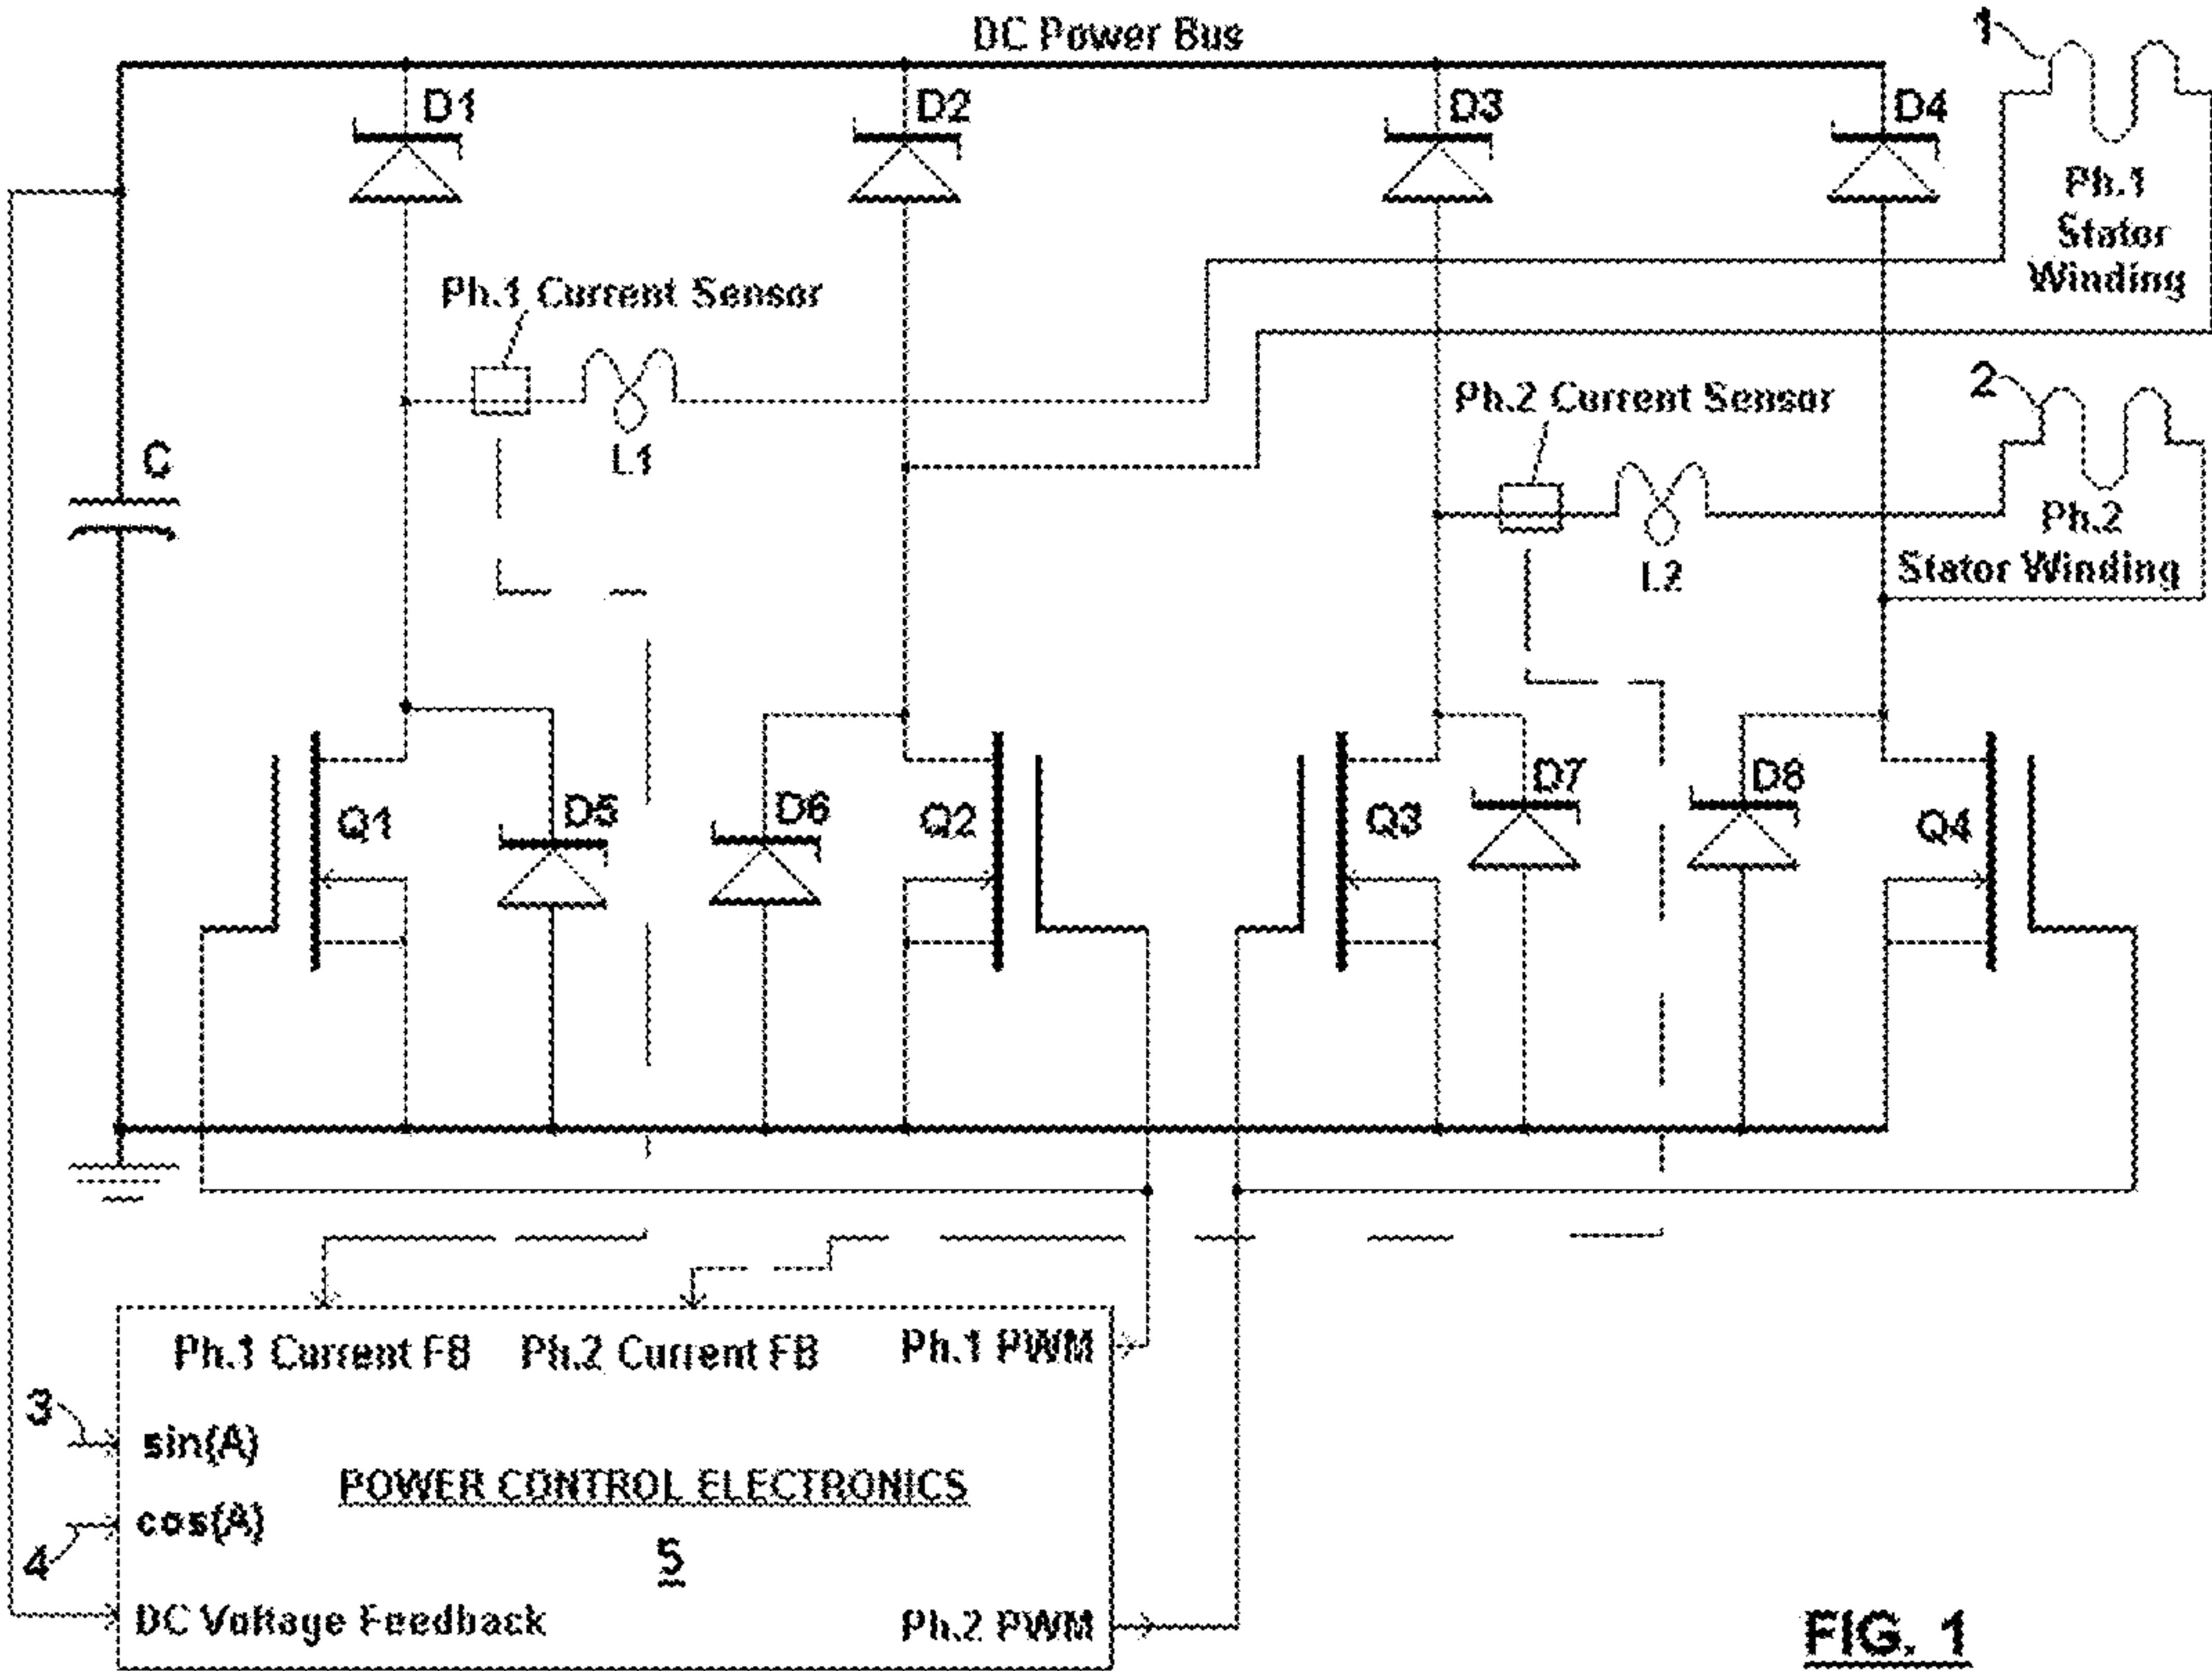 DC Power Bus
1
D1
D2
D3
D4
Ph.1
Stator
Winding
Ph.1 Current Sensor
Ph.2 Current Sensor
2
C
L1
L2
Ph.2
Stator Winding
Q1
D5
D6
Q2
Q3
D7
D8
Q4
Ph.1 Current FB
Ph.2 Current FB
Ph.1 PWM
3
sin(A)
POWER CONTROL ELECTRONICS
cos(A)
4
5
DC Voltage Feedback
Ph.2 PWM
FIG. 1